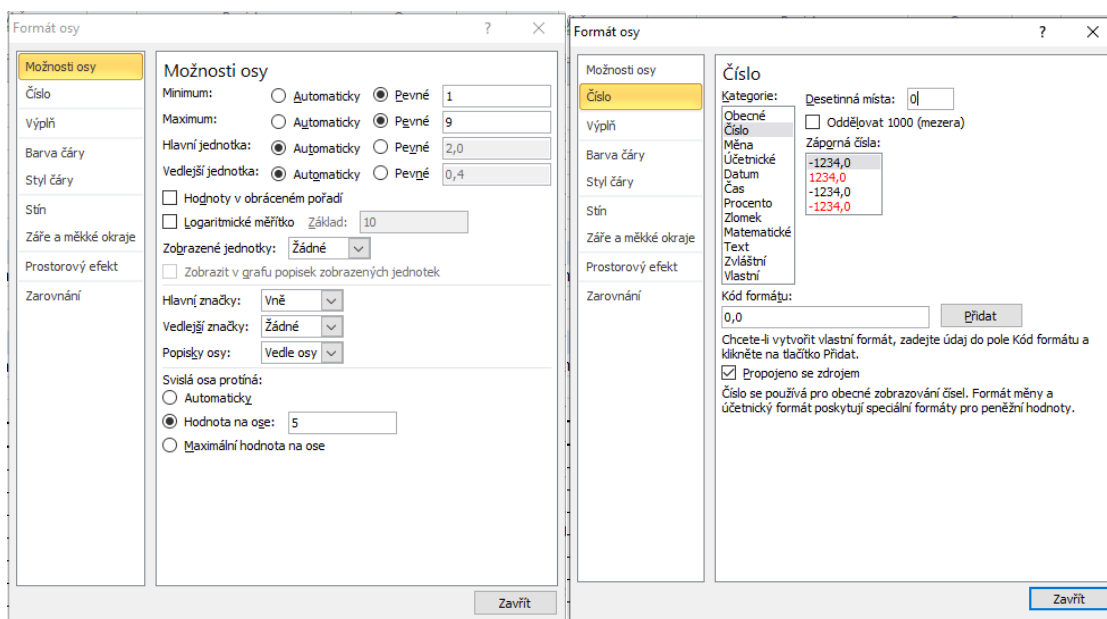 Formát osy
?
Možnosti osy
Číslo
Výplň
Barva čáry
Styl čáry
Stín
Záře a měkké okraje
Prostorový efekt
Zarovnání
Možnosti osy
Minimum: Automaticky Pevné 1
Maximum: Automaticky Pevné 9
Hlavní jednotka: Automaticky Pevné 2,0
Vedlejší jednotka: Automaticky Pevné 0,4
Hodnoty v obráceném pořadí
Logaritmické měřítko Základ: 10
Zobrazené jednotky: Žádné
Zobrazit v grafu popisek zobrazených jednotek
Hlavní značky: Vně
Vedlejší značky: Žádné
Popisky osy: Vedle osy
Svislá osa protíná:
Automaticky
Hodnota na ose: 5
Maximální hodnota na ose
Zavřít
Formát osy
?
Možnosti osy
Číslo
Výplň
Barva čáry
Styl čáry
Stín
Záře a měkké okraje
Prostorový efekt
Zarovnání
Číslo
Kategorie:
Obecné
Číslo
Měna
Účetnické
Datum
Čas
Procento
Zlomek
Matematické
Text
Zvláštní
Vlastní
Desetinná místa: 0
Oddělovat 1000 (mezera)
Záporná čísla:
-1234,0
1234,0
-1234,0
-1234,0
Kód formátu:
0,0 Přidat
Chcete-li vytvořit vlastní formát, zadejte údaj do pole Kód formátu a
klikněte na tlačítko Přidat.
Propojeno se zdrojem
Číslo se používá pro obecné zobrazování čísel. Formát měny a
účetnický formát poskytují speciální formáty pro peněžní hodnoty.
Zavřít